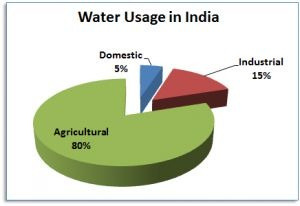 Water Usage in India
Domestic
5%
Industrial
15%
Agricultural
80%